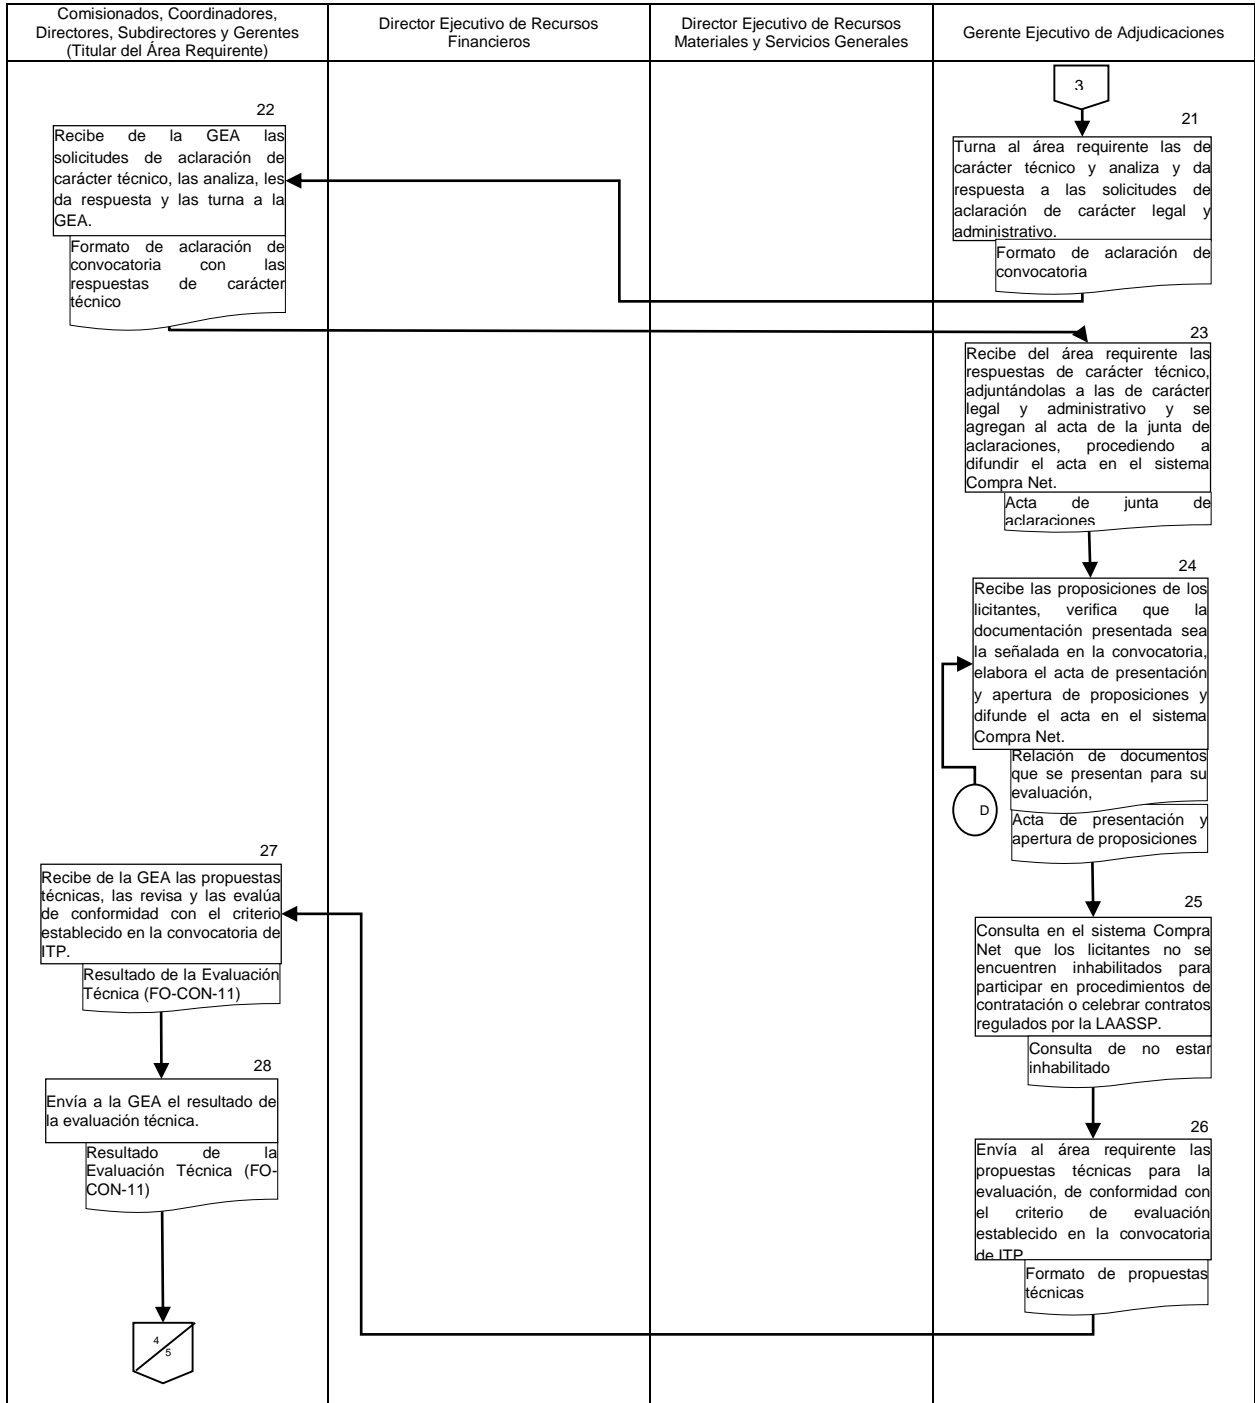 Comisionados, Coordinadores,
Directores, Subdirectores y Gerentes
(Titular del Área Requirente)
Director Ejecutivo de Recursos
Financieros
Director Ejecutivo de Recursos
Materiales y Servicios Generales
Gerente Ejecutivo de Adjudicaciones
3
21
Turna al área requirente las de
carácter técnico y analiza y da
respuesta a las solicitudes de
aclaración de carácter legal y
administrativo.
Formato de aclaración de
convocatoria
22
Recibe de la GEA las
solicitudes de aclaración de
carácter técnico, las analiza, les
da respuesta y las turna a la
GEA.
Formato de aclaración de
convocatoria con las
respuestas de carácter
técnico
23
Recibe del área requirente las
respuestas de carácter técnico,
adjuntándolas a las de carácter
legal y administrativo y se
agregan al acta de la junta de
aclaraciones, procediendo a
difundir el acta en el sistema
Compra Net.
Acta de junta de
aclaraciones
24
Recibe las proposiciones de los
licitantes, verifica que la
documentación presentada sea
la señalada en la convocatoria,
elabora el acta de presentación
y apertura de proposiciones y
difunde el acta en el sistema
Compra Net.
Relación de documentos
que se presentan para su
evaluación,
D
Acta de presentación y
apertura de proposiciones
25
Consulta en el sistema Compra
Net que los licitantes no se
encuentren inhabilitados para
participar en procedimientos de
contratación o celebrar contratos
regulados por la LAASSP.
Consulta de no estar
inhabilitado
26
Envía al área requirente las
propuestas técnicas para la
evaluación, de conformidad con
el criterio de evaluación
establecido en la convocatoria
de ITP
Formato de propuestas
técnicas
27
Recibe de la GEA las propuestas
técnicas, las revisa y las evalúa
de conformidad con el criterio
establecido en la convocatoria de
ITP.
Resultado de la Evaluación
Técnica (FO-CON-11)
28
Envía a la GEA el resultado de
la evaluación técnica.
Resultado de la
Evaluación Técnica (FO-
CON-11)
4
5